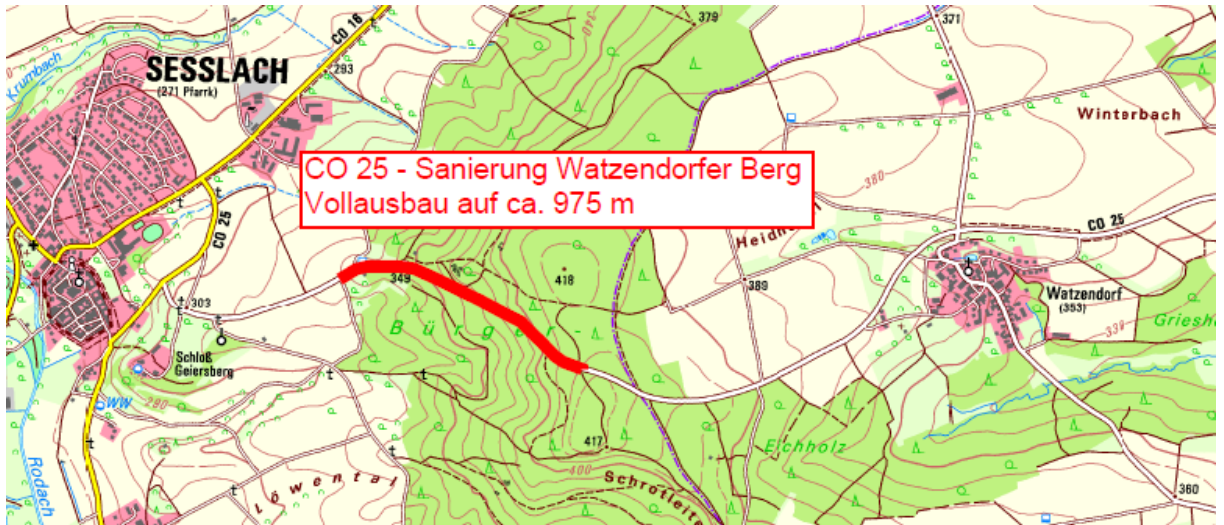 340
379
371
CO 16
Krumbach
SESSLACH
(271 Pfarrk)
293
Winterbach
CO 25 - Sanierung Watzendorfer Berg
Vollausbau auf ca. 975 m
380
CO 25
CO 25
349
418
389
303
Watzendorf
(353)
339
Bürger-
Schloß
Geiersberg
280
WW
417
Eichholz
400
Rodach
Löwental
Schrotleite
360